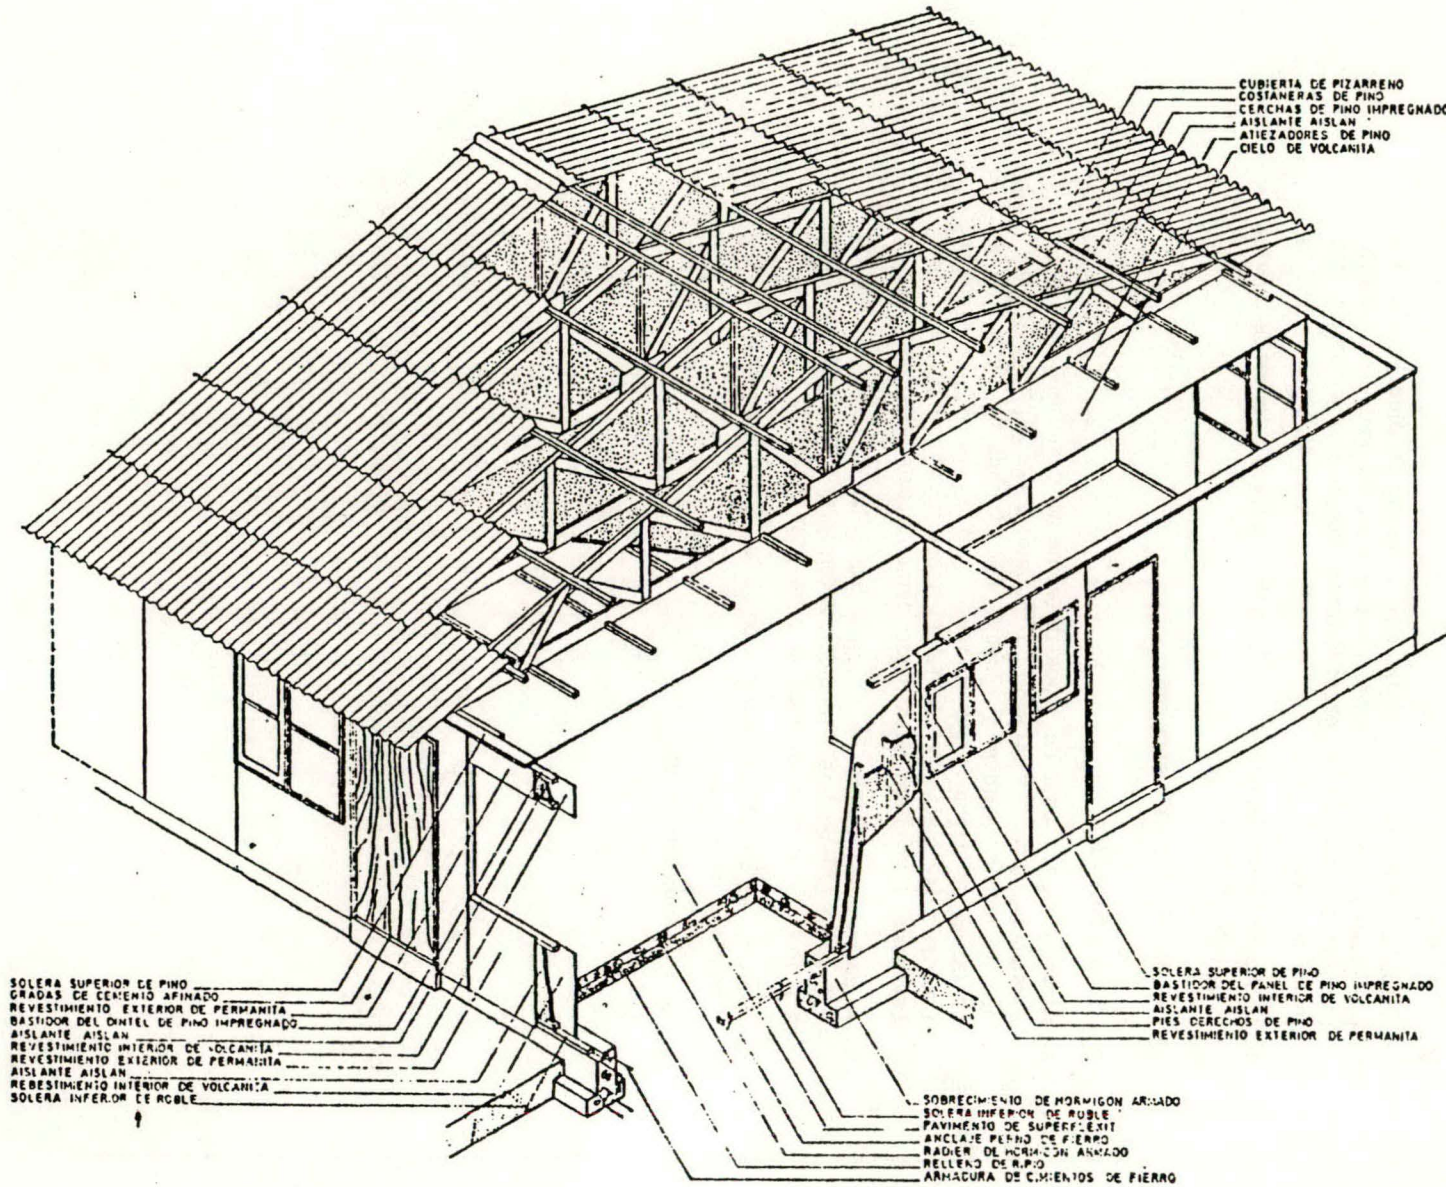 CUBIERTA DE PIZARREÑO
COSTANERAS DE PINO
CERCHAS DE PINO IMPREGNADO
AISLANTE AISLAN
ATIEZADORES DE PINO
CIELO DE VOLCANITA
SOLERA SUPERIOR DE PINO
GRADAS DE CEMENTO AFINADO
REVESTIMIENTO EXTERIOR DE PERMANITA
BASTIDOR DEL DINTEL DE PINO IMPREGNADO
AISLANTE AISLAN
REVESTIMIENTO INTERIOR DE VOLCANITA
REVESTIMIENTO EXTERIOR DE PERMANITA
AISLANTE AISLAN
REBESTIMIENTO INTERIOR DE VOLCANITA
SOLERA INFERIOR DE ROBLE
SOLERA SUPERIOR DE PINO
BASTIDOR DEL PANEL DE PINO IMPREGNADO
REVESTIMIENTO INTERIOR DE VOLCANITA
AISLANTE AISLAN
PIES DERECHOS DE PINO
REVESTIMIENTO EXTERIOR DE PERMANITA
SOBRECIMIENTO DE HORMIGON ARMADO
SOLERA INFERIOR DE ROBLE
PAVIMENTO DE SUPERFLEXIT
ANCLAJE PERNO DE FIERRO
RADIER DE HORMIGON ARMADO
RELLENO DE RIPIO
ARMADURA DE CIMIENTOS DE FIERRO